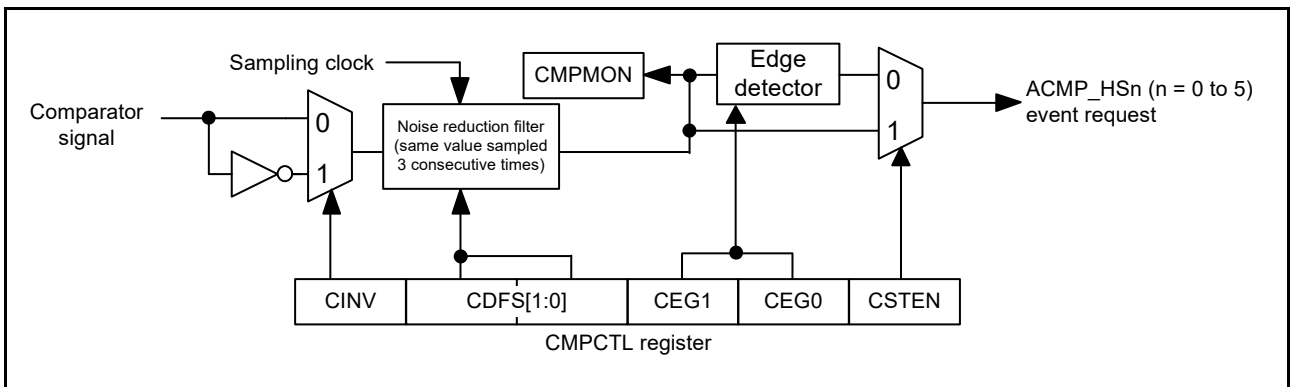 Sampling clock
CMPMON
Edge
detector
0
1
ACMP_HSn (n = 0 to 5)
event request
Comparator
signal
0
1
Noise reduction filter
(same value sampled
3 consecutive times)
CINV
CDFS[1:0]
CEG1
CEG0
CSTEN
CMPCTL register